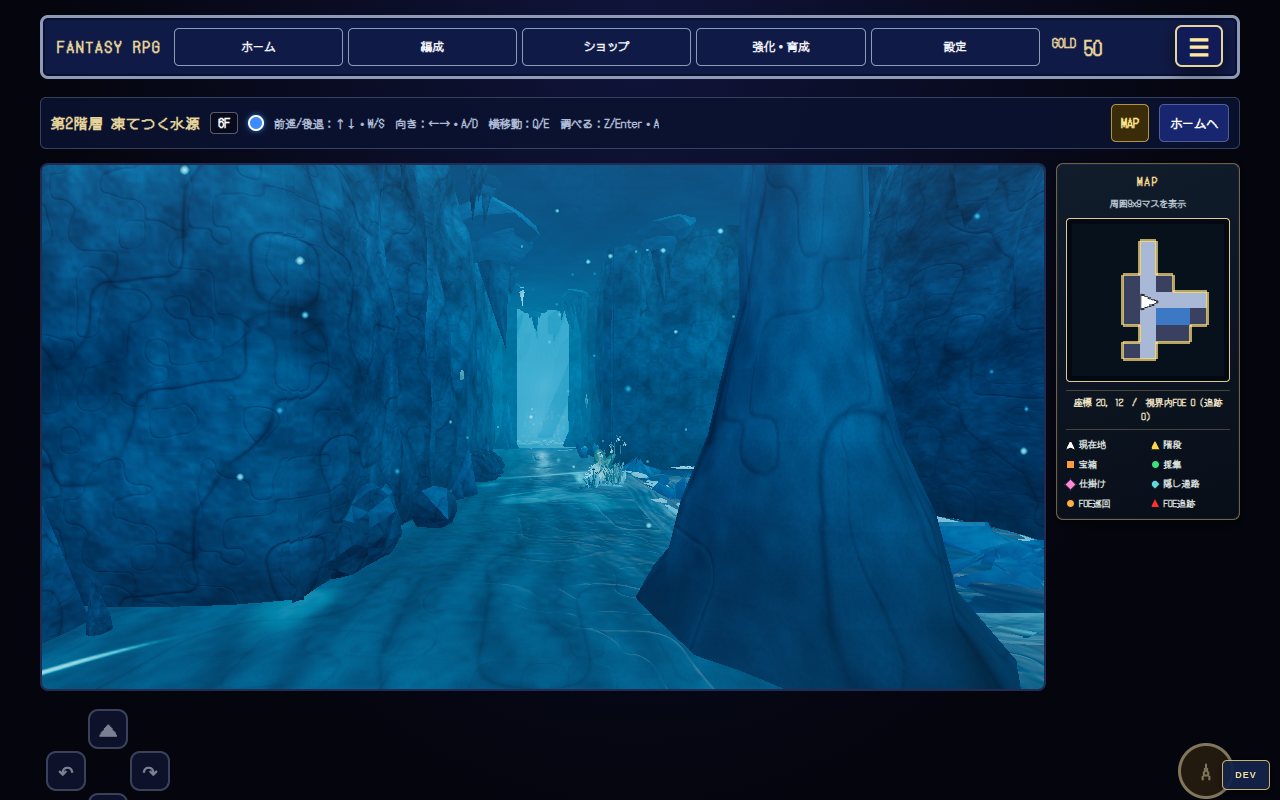 FANTASY RPG
ホーム
編成
ショップ
強化・育成
設定
GOLD 50
第2階層 凍てつく水源
6F
前進/後退：↑↓・W/S 向き：←→・A/D 横移動：Q/E 調べる：Z/Enter・A
MAP
ホームへ
MAP
周囲9x9マスを表示
座標 20, 12 / 視界内FOE 0（追跡
0）
現在地
階段
宝箱
採集
仕掛け
隠し通路
FOE巡回
FOE追跡
A
DEV